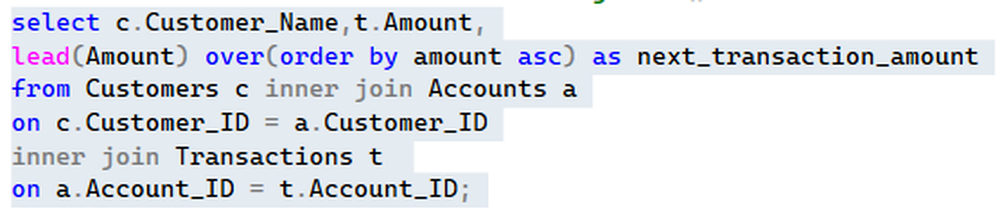 select c.Customer_Name,t.Amount,
lead(Amount) over(order by amount asc) as next_transaction_amount
from Customers c inner join Accounts a
on c.Customer_ID = a.Customer_ID
inner join Transactions t
on a.Account_ID = t.Account_ID;